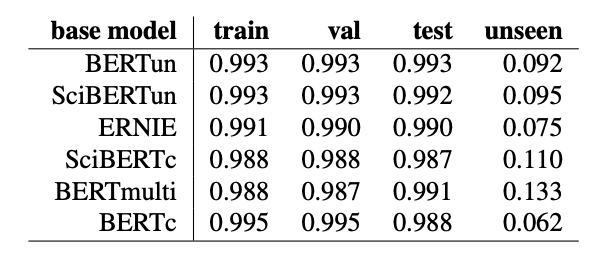 base model train val test unseen
BERTun 0.993 0.993 0.993 0.092
SciBERTun 0.993 0.993 0.992 0.095
ERNIE 0.991 0.990 0.990 0.075
SciBERTc 0.988 0.988 0.987 0.110
BERTmulti 0.988 0.987 0.991 0.133
BERTc 0.995 0.995 0.988 0.062